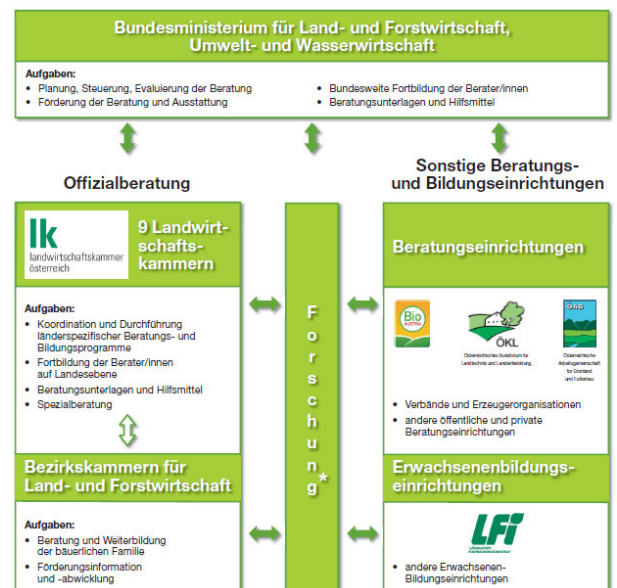 Bundesministerium für Land- und Forstwirtschaft,
Umwelt- und Wasserwirtschaft
Aufgaben:
• Planung, Steuerung, Evaluierung der Beratung
• Förderung der Beratung und Ausstattung
• Bundesweite Fortbildung der Berater/innen
• Beratungsunterlagen und Hilfsmittel
Offizialberatung
lk
landwirtschaftskammer
österreich
9 Landwirt-
schafts-
kammern
Aufgaben:
• Koordination und Durchführung
länderspezifischer Beratungs- und
Bildungsprogramme
• Fortbildung der Berater/innen
auf Landesebene
• Beratungsunterlagen und Hilfsmittel
• Spezialberatung
Bezirkskammern für
Land- und Forstwirtschaft
Aufgaben:
• Beratung und Weiterbildung
der bäuerlichen Familie
• Förderungsinformation
und -abwicklung
F
o
r
s
c
h
u
n
g*
Sonstige Beratungs-
und Bildungseinrichtungen
Beratungseinrichtungen
Bio
AUSTRIA
ÖKL
Österreichisches Kuratorium für
Landtechnik und Landentwicklung
ÖAG
Österreichische
Arbeitsgemeinschaft
für Grünland
und Futterbau
• Verbände und Erzeugerorganisationen
• andere öffentliche und private
Beratungseinrichtungen
Erwachsenenbildungs-
einrichtungen
LFI
• andere Erwachsenen-
Bildungseinrichtungen